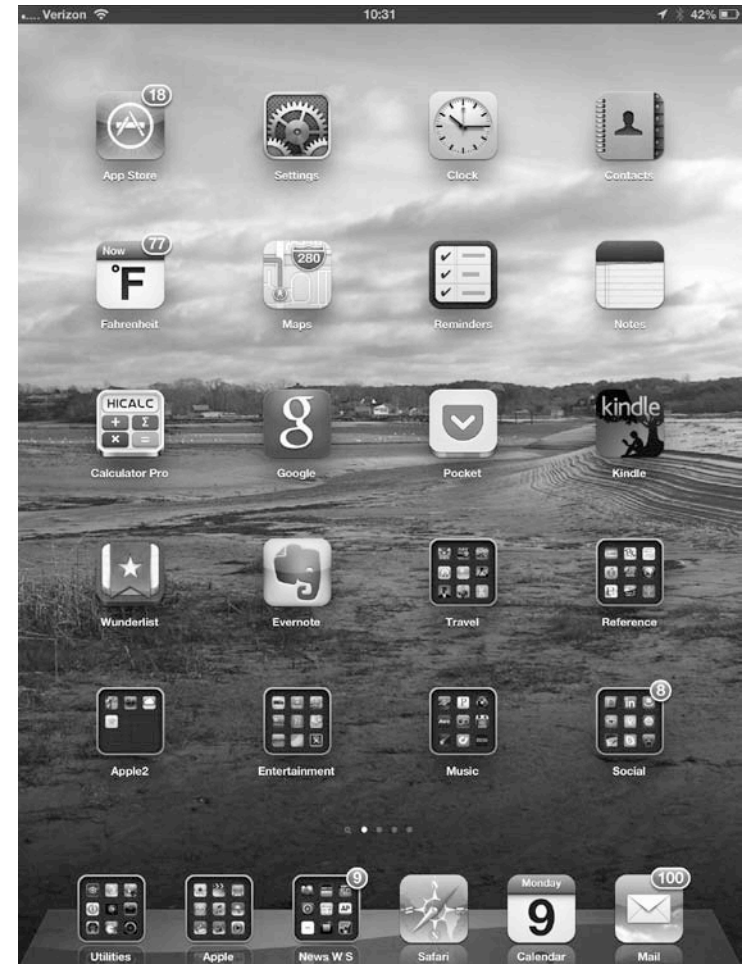 Verizon 10:31 42%
18
App Store Settings Clock Contacts
Now 77 280
°F
Fahrenheit Maps Reminders Notes
HICALC kindle
+ Σ
× =
g
Calculator Pro Google Pocket Kindle
Wunderlist Evernote Travel Reference
8
Apple2 Entertainment Music Social
9 Monday 100
9
Utilities Apple News W S Safari Calendar Mail